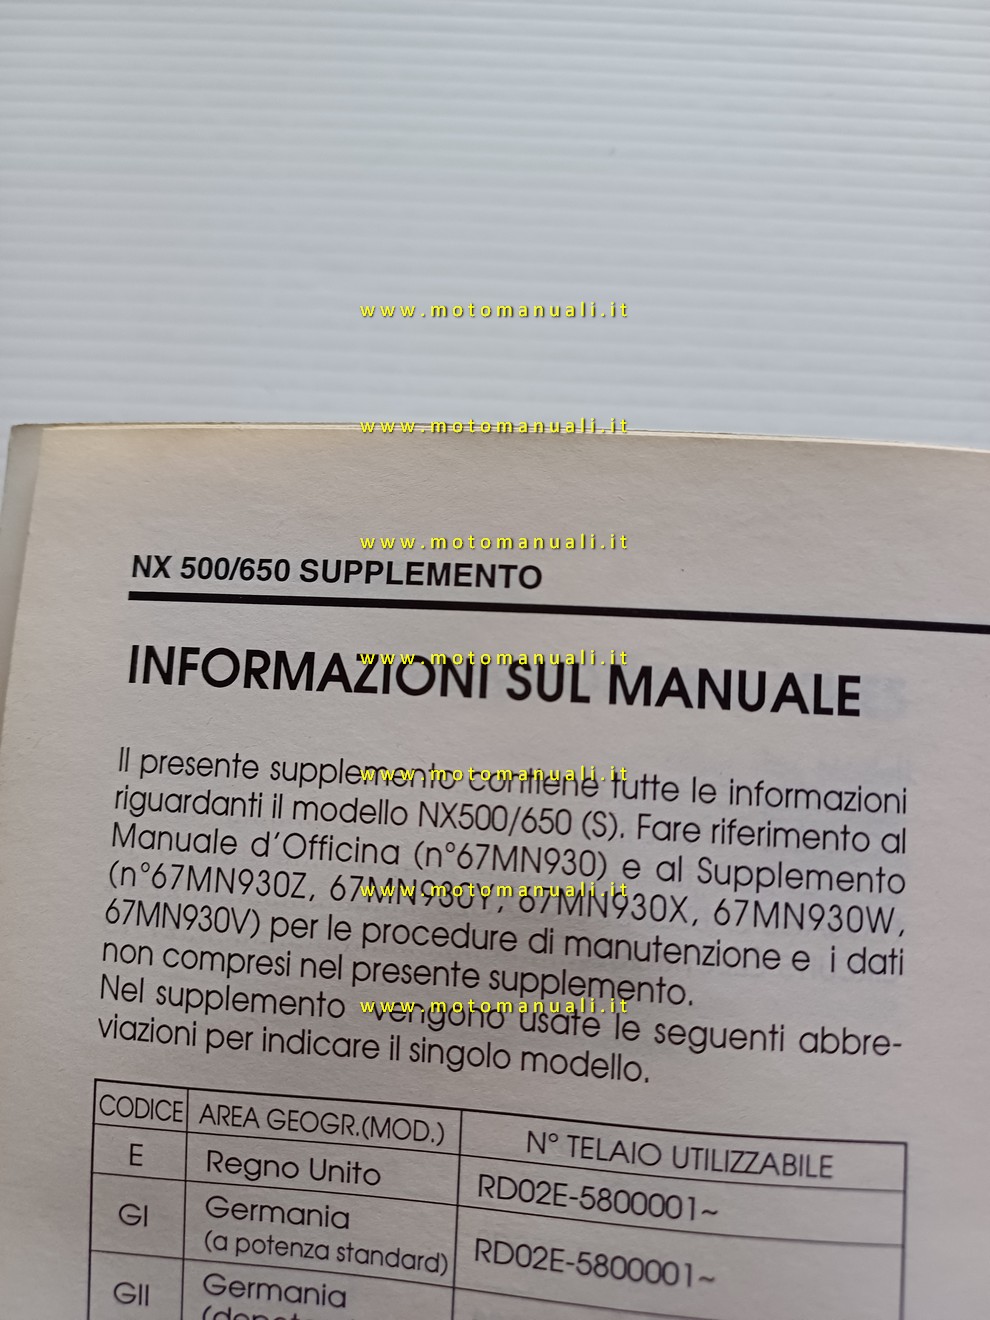 www.motomanuali.it
www.motomanuali.it
www.motomanuali.it
NX 500/650 SUPPLEMENTO
www.motomanuali.it
INFORMAZIONI SUL MANUALE
www.motomanuali.it
Il presente supplemento contiene tutte le informazioni
riguardanti il modello NX500/650 (S). Fare riferimento al
Manuale d'Officina (n°67MN930) e al Supplemento
www.motomanuali.it
(n°67MN930Z, 67MN930Y, 67MN930X, 67MN930W,
67MN930V) per le procedure di manutenzione e i dati
non compresi nel presente supplemento.
www.motomanuali.it
Nel supplemento vengono usate le seguenti abbre-
viazioni per indicare il singolo modello.
CODICE AREA GEOGR.(MOD.) N° TELAIO UTILIZZABILE
E Regno Unito RD02E-5800001~
GI Germania
(a potenza standard) RD02E-5800001~
GII Germania